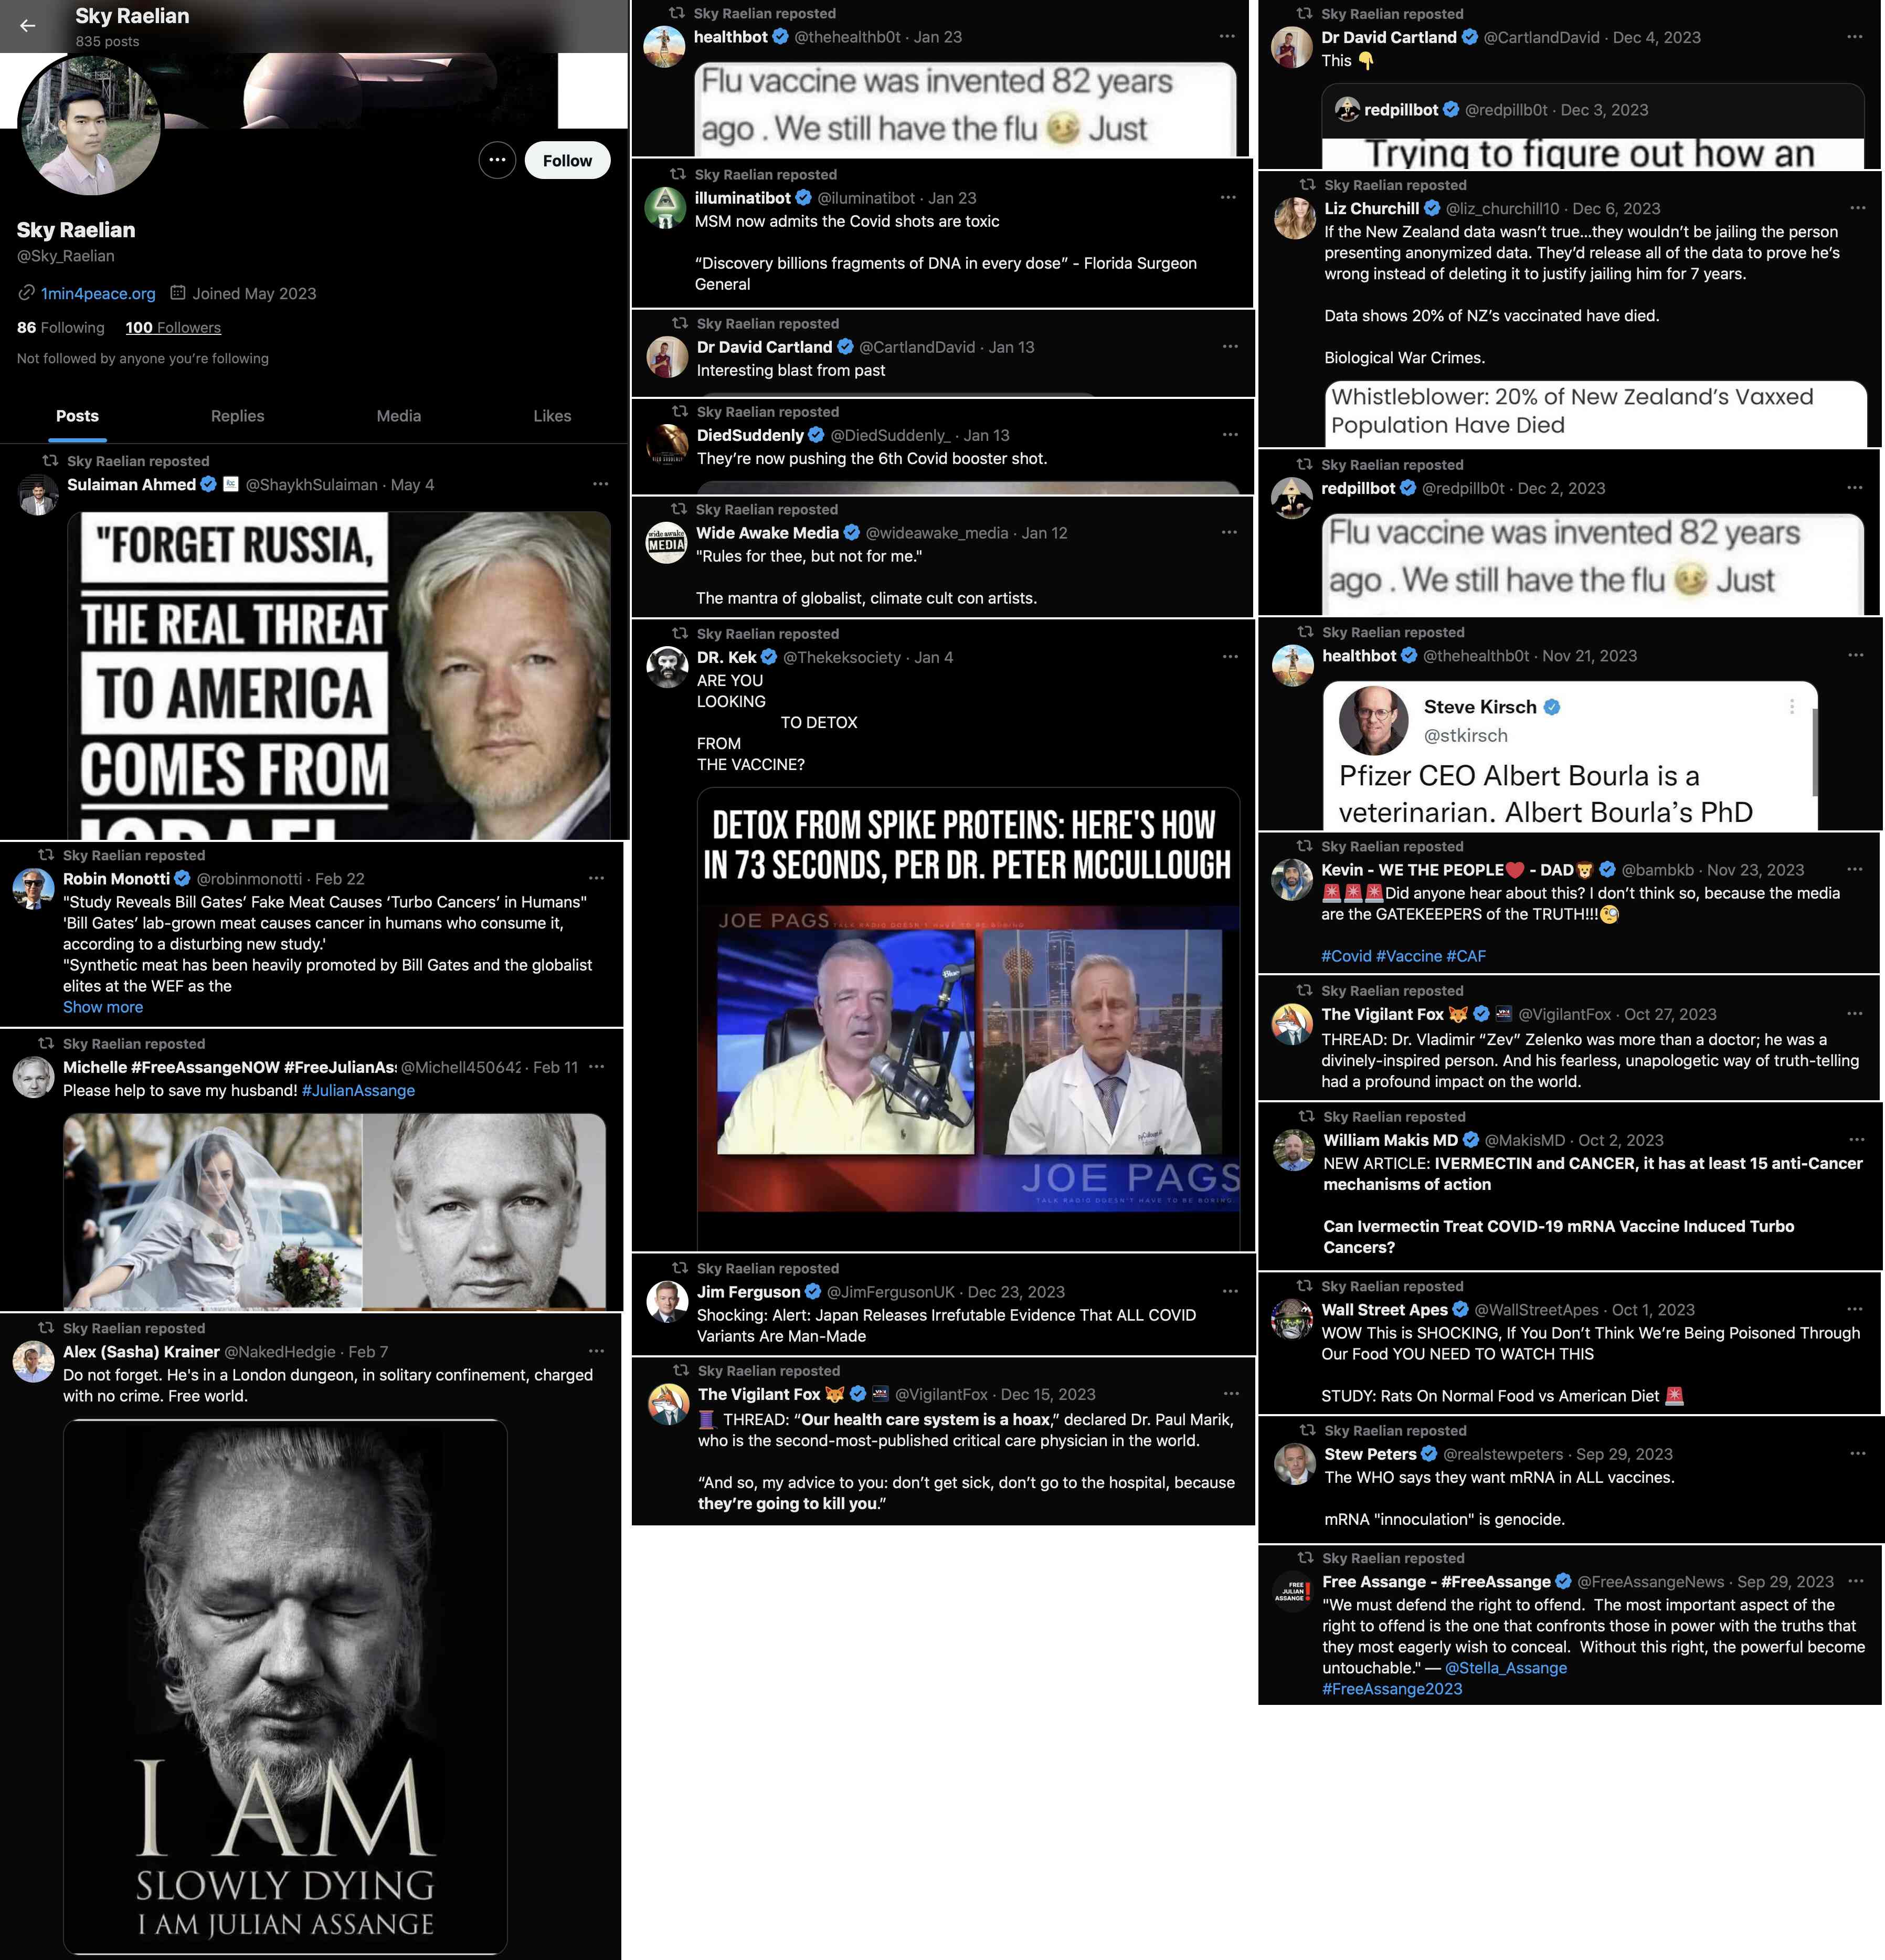 Sky Raelian
835 posts
Follow
Sky Raelian
@Sky_Raelian
1min4peace.org Joined May 2023
86 Following 100 Followers
Not followed by anyone you're following
Posts Replies Media Likes
Sky Raelian reposted
Sulaiman Ahmed @ShaykhSulaiman · May 4
"FORGET RUSSIA,
THE REAL THREAT
TO AMERICA
COMES FROM
ISRAEL
Sky Raelian reposted
Robin Monotti @robinmonotti · Feb 22
"Study Reveals Bill Gates' Fake Meat Causes 'Turbo Cancers' in Humans"
'Bill Gates' lab-grown meat causes cancer in humans who consume it,
according to a disturbing new study.'
"Synthetic meat has been heavily promoted by Bill Gates and the globalist
elites at the WEF as the
Show more
Sky Raelian reposted
Michelle #FreeAssangeNOW #FreeJulianAs @Michell450642 · Feb 11
Please help to save my husband! #JulianAssange
Sky Raelian reposted
Alex (Sasha) Krainer @NakedHedgie · Feb 7
Do not forget. He's in a London dungeon, in solitary confinement, charged
with no crime. Free world.
I AM
SLOWLY DYING
I AM JULIAN ASSANGE
Sky Raelian reposted
healthbot @thehealthb0t · Jan 23
Flu vaccine was invented 82 years
ago . We still have the flu 🤒 Just
Sky Raelian reposted
illuminatibot @iluminatibot · Jan 23
MSM now admits the Covid shots are toxic
"Discovery billions fragments of DNA in every dose" - Florida Surgeon
General
Sky Raelian reposted
Dr David Cartland @CartlandDavid · Jan 13
Interesting blast from past
Sky Raelian reposted
DiedSuddenly @DiedSuddenly_ · Jan 13
They're now pushing the 6th Covid booster shot.
Sky Raelian reposted
wide awake
MEDIA
Wide Awake Media @wideawake_media · Jan 12
"Rules for thee, but not for me."
The mantra of globalist, climate cult con artists.
Sky Raelian reposted
DR. Kek @Thekeksociety · Jan 4
ARE YOU
LOOKING
TO DETOX
FROM
THE VACCINE?
DETOX FROM SPIKE PROTEINS: HERE'S HOW
IN 73 SECONDS, PER DR. PETER MCCULLOUGH
JOE PAGS TALK RADIO DOESN'T HAVE TO BE BORING
Blue
JOE PAGS
TALK RADIO DOESN'T HAVE TO BE BORING
Sky Raelian reposted
Jim Ferguson @JimFergusonUK · Dec 23, 2023
Shocking: Alert: Japan Releases Irrefutable Evidence That ALL COVID
Variants Are Man-Made
Sky Raelian reposted
The Vigilant Fox 🦊 @VigilantFox · Dec 15, 2023
🧵 THREAD: "Our health care system is a hoax," declared Dr. Paul Marik,
who is the second-most-published critical care physician in the world.
"And so, my advice to you: don't get sick, don't go to the hospital, because
they're going to kill you."
Sky Raelian reposted
Dr David Cartland @CartlandDavid · Dec 4, 2023
This 👇
redpillbot @redpillb0t · Dec 3, 2023
Trying to figure out how an
Sky Raelian reposted
Liz Churchill @liz_churchill10 · Dec 6, 2023
If the New Zealand data wasn't true...they wouldn't be jailing the person
presenting anonymized data. They'd release all of the data to prove he's
wrong instead of deleting it to justify jailing him for 7 years.
Data shows 20% of NZ's vaccinated have died.
Biological War Crimes.
Whistleblower: 20% of New Zealand's Vaxxed
Population Have Died
Sky Raelian reposted
redpillbot @redpillb0t · Dec 2, 2023
Flu vaccine was invented 82 years
ago . We still have the flu 🤒 Just
Sky Raelian reposted
healthbot @thehealthb0t · Nov 21, 2023
Steve Kirsch
@stkirsch
Pfizer CEO Albert Bourla is a
veterinarian. Albert Bourla's PhD
Sky Raelian reposted
Kevin - WE THE PEOPLE❤️ - DAD🦁 @bambkb · Nov 23, 2023
🚨🚨🚨Did anyone hear about this? I don't think so, because the media
are the GATEKEEPERS of the TRUTH!!!🧐
#Covid #Vaccine #CAF
Sky Raelian reposted
The Vigilant Fox 🦊 @VigilantFox · Oct 27, 2023
THREAD: Dr. Vladimir "Zev" Zelenko was more than a doctor; he was a
divinely-inspired person. And his fearless, unapologetic way of truth-telling
had a profound impact on the world.
Sky Raelian reposted
William Makis MD @MakisMD · Oct 2, 2023
NEW ARTICLE: IVERMECTIN and CANCER, it has at least 15 anti-Cancer
mechanisms of action
Can Ivermectin Treat COVID-19 mRNA Vaccine Induced Turbo
Cancers?
Sky Raelian reposted
Wall Street Apes @WallStreetApes · Oct 1, 2023
WOW This is SHOCKING, If You Don't Think We're Being Poisoned Through
Our Food YOU NEED TO WATCH THIS
STUDY: Rats On Normal Food vs American Diet 🚨
Sky Raelian reposted
Stew Peters @realstewpeters · Sep 29, 2023
The WHO says they want mRNA in ALL vaccines.
mRNA "innoculation" is genocide.
Sky Raelian reposted
FREE
JULIAN
ASSANGE
Free Assange - #FreeAssange @FreeAssangeNews · Sep 29, 2023
"We must defend the right to offend. The most important aspect of the
right to offend is the one that confronts those in power with the truths that
they most eagerly wish to conceal. Without this right, the powerful become
untouchable." — @Stella_Assange
#FreeAssange2023